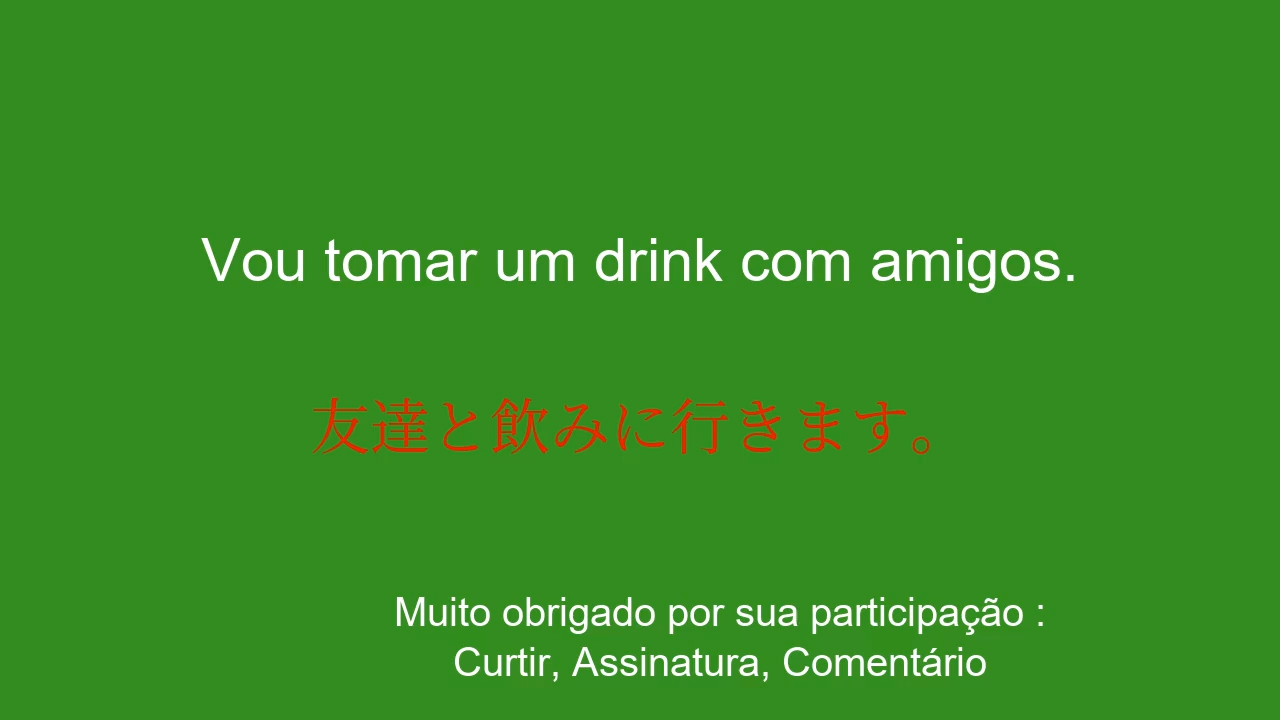 Vou tomar um drink com amigos.
友達と飲みに行きます。
Muito obrigado por sua participação :
Curtir, Assinatura, Comentário